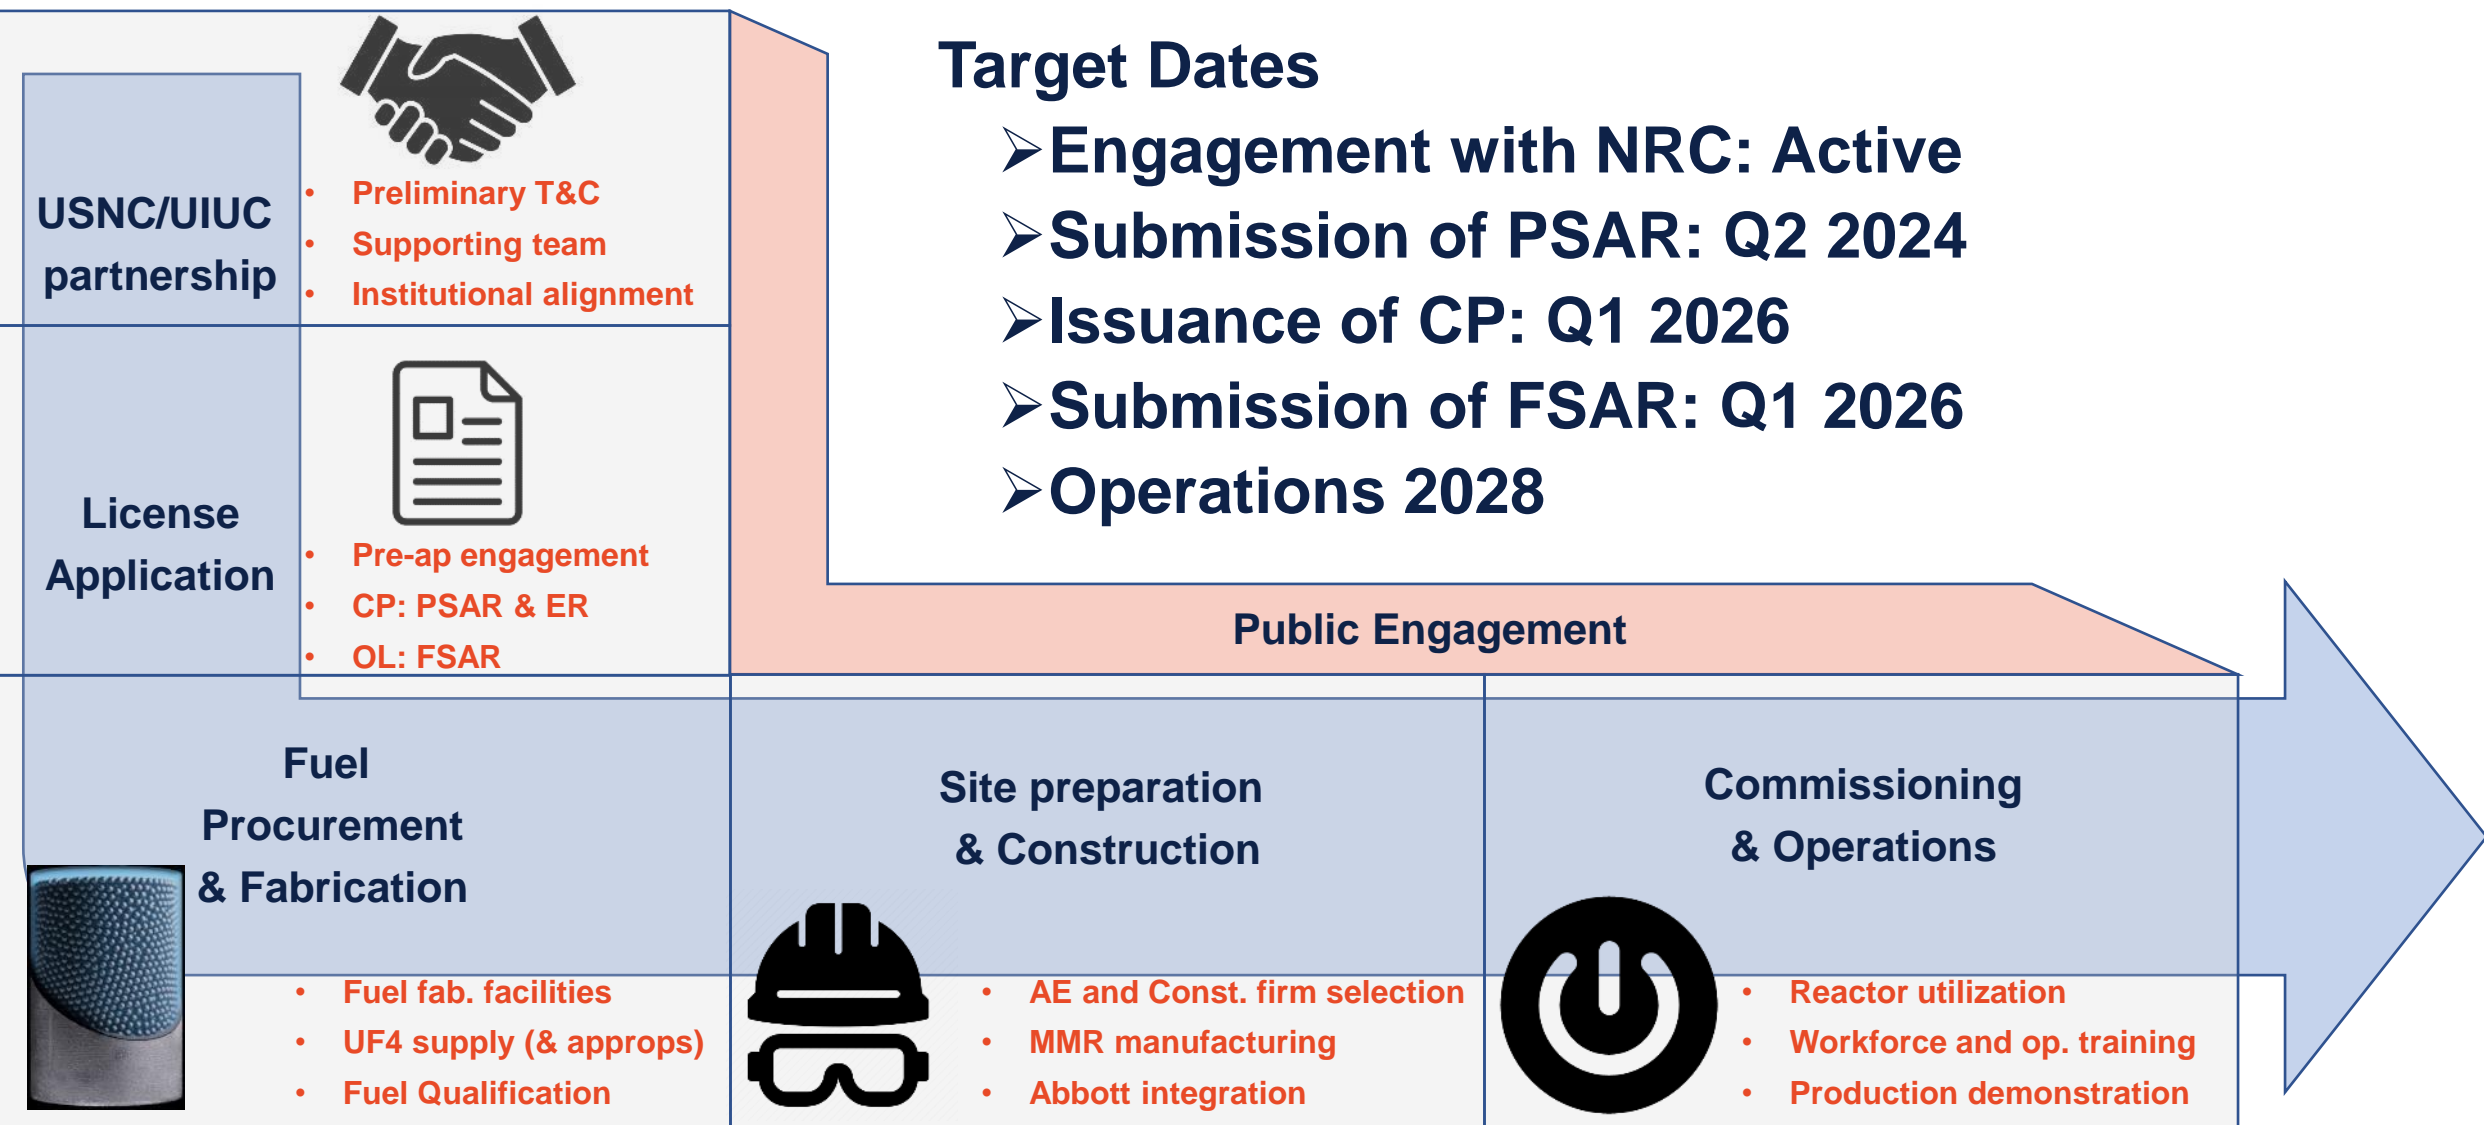 USNC/UIUC
partnership
• Preliminary T&C
• Supporting team
• Institutional alignment
License
Application
• Pre-ap engagement
• CP: PSAR & ER
• OL: FSAR
Target Dates
➢Engagement with NRC: Active
➢Submission of PSAR: Q2 2024
➢Issuance of CP: Q1 2026
➢Submission of FSAR: Q1 2026
➢Operations 2028
Public Engagement
Fuel
Procurement
& Fabrication
• Fuel fab. facilities
• UF4 supply (& approps)
• Fuel Qualification
Site preparation
& Construction
• AE and Const. firm selection
• MMR manufacturing
• Abbott integration
Commissioning
& Operations
• Reactor utilization
• Workforce and op. training
• Production demonstration